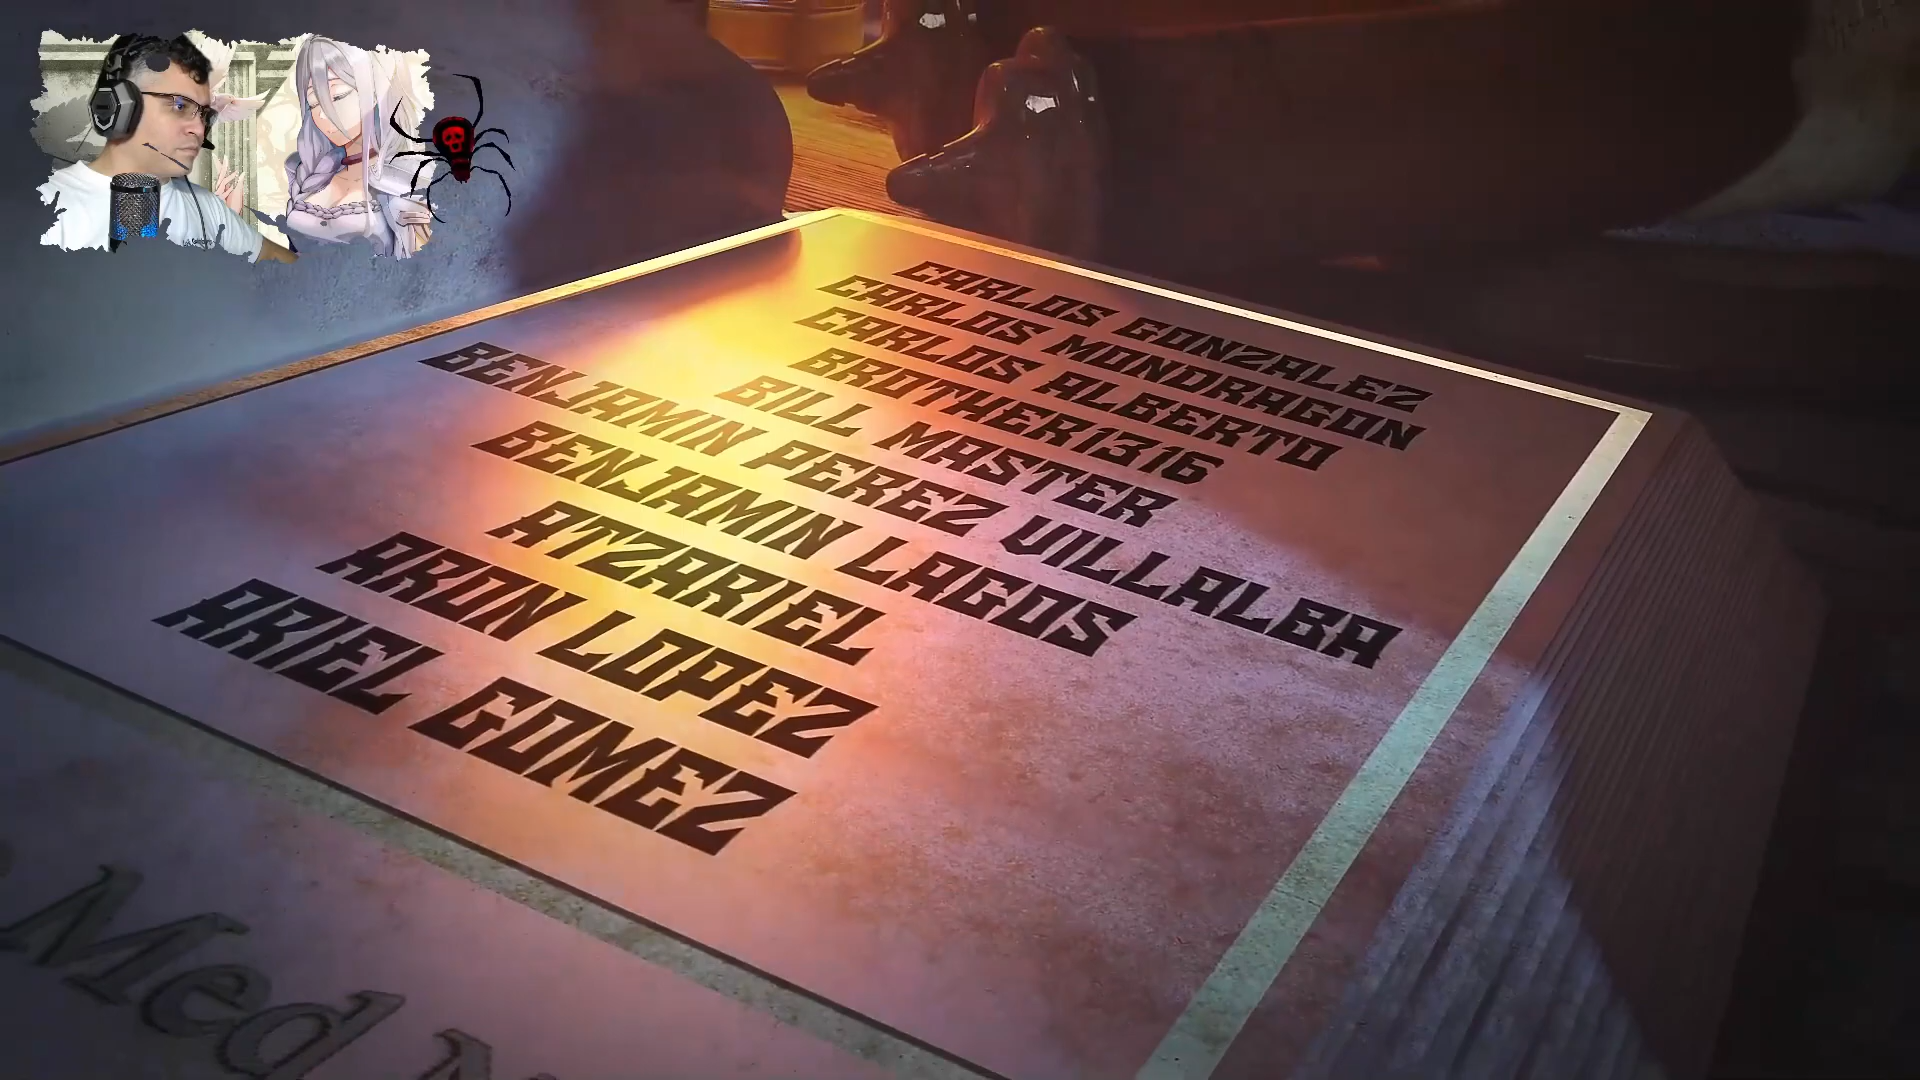 CARLOS GONZALEZ
CARLOS MONDRAGON
CARLOS ALBERTO
BROTHER1316
BILL MASTER
BENJAMIN PEREZ VILLALBA
BENJAMIN LAGOS
ATZARIEL
ARON LOPEZ
ARIEL GOMEZ
Med